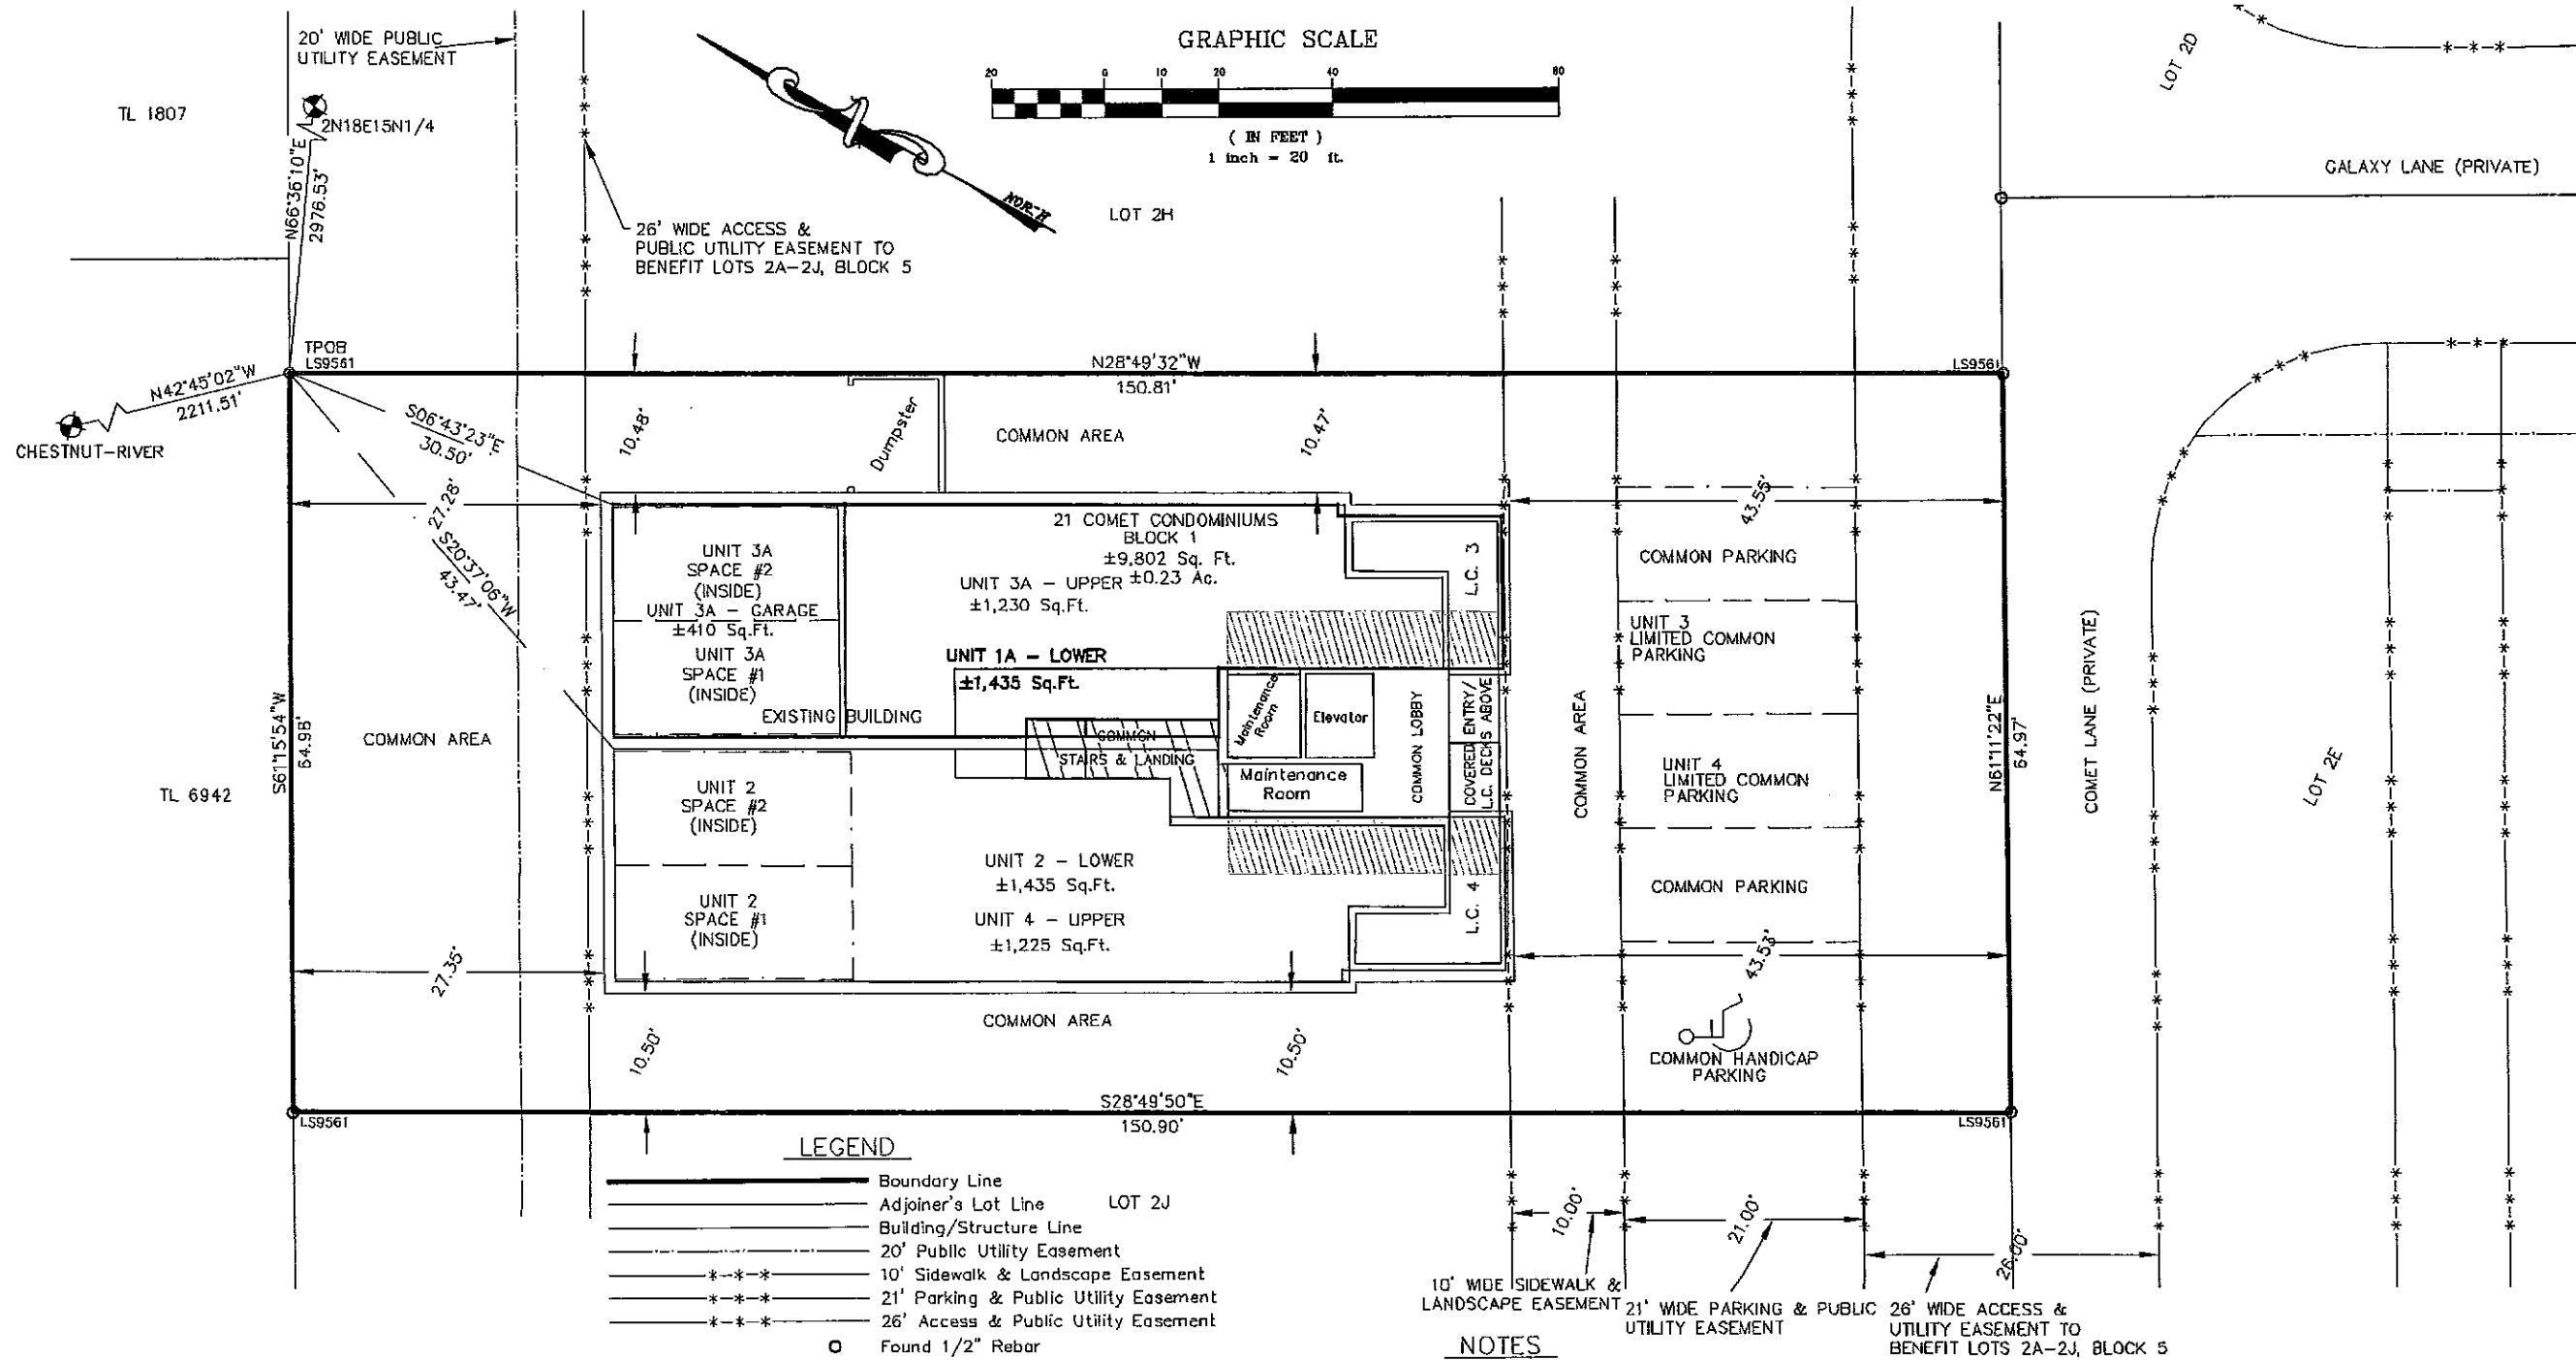 20' WIDE PUBLIC
UTILITY EASEMENT
TL 1807
2N18E15N1/4
N66°36'10"E
2976.53'
GRAPHIC SCALE
20 0 10 20 40 80
( IN FEET )
1 inch = 20 ft.
NORTH
LOT 2H
26' WIDE ACCESS &
PUBLIC UTILITY EASEMENT TO
BENEFIT LOTS 2A-2J, BLOCK 5
LOT 2D
GALAXY LANE (PRIVATE)
TPOB
LS9561
N42°45'02"W
2211.51'
CHESTNUT-RIVER
N28°49'32"W
150.81'
LS9561
S06°43'23"E
30.50'
10.48'
Dumpster
COMMON AREA
10.47'
27.28'
S20°37'06"W
43.47'
43.55'
21 COMET CONDOMINIUMS
BLOCK 1
±9,802 Sq. Ft.
±0.23 Ac.
UNIT 3A
SPACE #2
(INSIDE)
UNIT 3A - GARAGE
±410 Sq.Ft.
UNIT 3A
SPACE #1
(INSIDE)
UNIT 3A - UPPER
±1,230 Sq.Ft.
L.C. 3
COMMON PARKING
UNIT 3
LIMITED COMMON
PARKING
UNIT 1A - LOWER
±1,435 Sq.Ft.
EXISTING BUILDING
COMMON
STAIRS & LANDING
Maintenance
Room
Elevator
Maintenance
Room
COMMON LOBBY
COVERED ENTRY/
L.C. DECKS ABOVE
COMMON AREA
UNIT 4
LIMITED COMMON
PARKING
N61°11'22"E
64.97'
COMET LANE (PRIVATE)
LOT 2E
S61°15'54"W
64.98'
COMMON AREA
TL 6942
UNIT 2
SPACE #2
(INSIDE)
UNIT 2
SPACE #1
(INSIDE)
UNIT 2 - LOWER
±1,435 Sq.Ft.
UNIT 4 - UPPER
±1,225 Sq.Ft.
L.C. 4
COMMON PARKING
27.35'
43.53'
COMMON AREA
10.50'
10.50'
COMMON HANDICAP
PARKING
LS9561
S28°49'50"E
150.90'
LS9561
LEGEND
Boundary Line
Adjoiner's Lot Line
LOT 2J
Building/Structure Line
20' Public Utility Easement
10' Sidewalk & Landscape Easement
21' Parking & Public Utility Easement
26' Access & Public Utility Easement
Found 1/2" Rebar
10.00'
21.00'
26.00'
10' WIDE SIDEWALK &
LANDSCAPE EASEMENT
21' WIDE PARKING & PUBLIC
UTILITY EASEMENT
26' WIDE ACCESS &
UTILITY EASEMENT TO
BENEFIT LOTS 2A-2J, BLOCK 5
NOTES